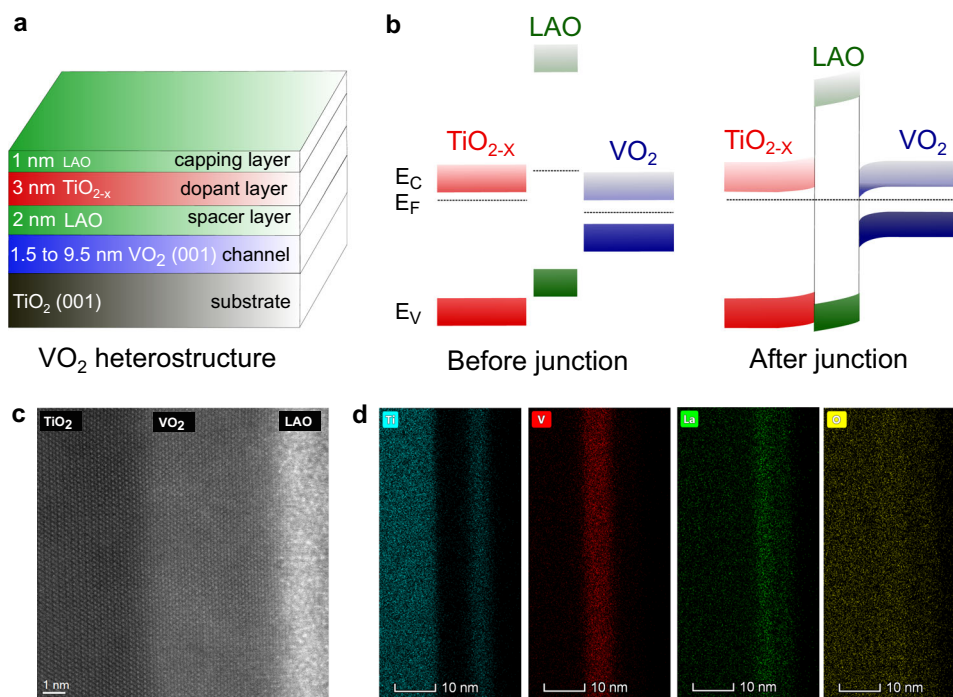 a
1 nm LAO capping layer
3 nm TiO2-x dopant layer
2 nm LAO spacer layer
1.5 to 9.5 nm VO2 (001) channel
TiO2 (001) substrate
VO2 heterostructure
b
LAO
TiO2-X
VO2
EC
EF
EV
Before junction
LAO
TiO2-X
VO2
After junction
c
TiO2 VO2 LAO
1 nm
d
Ti
10 nm
V
10 nm
La
10 nm
O
10 nm